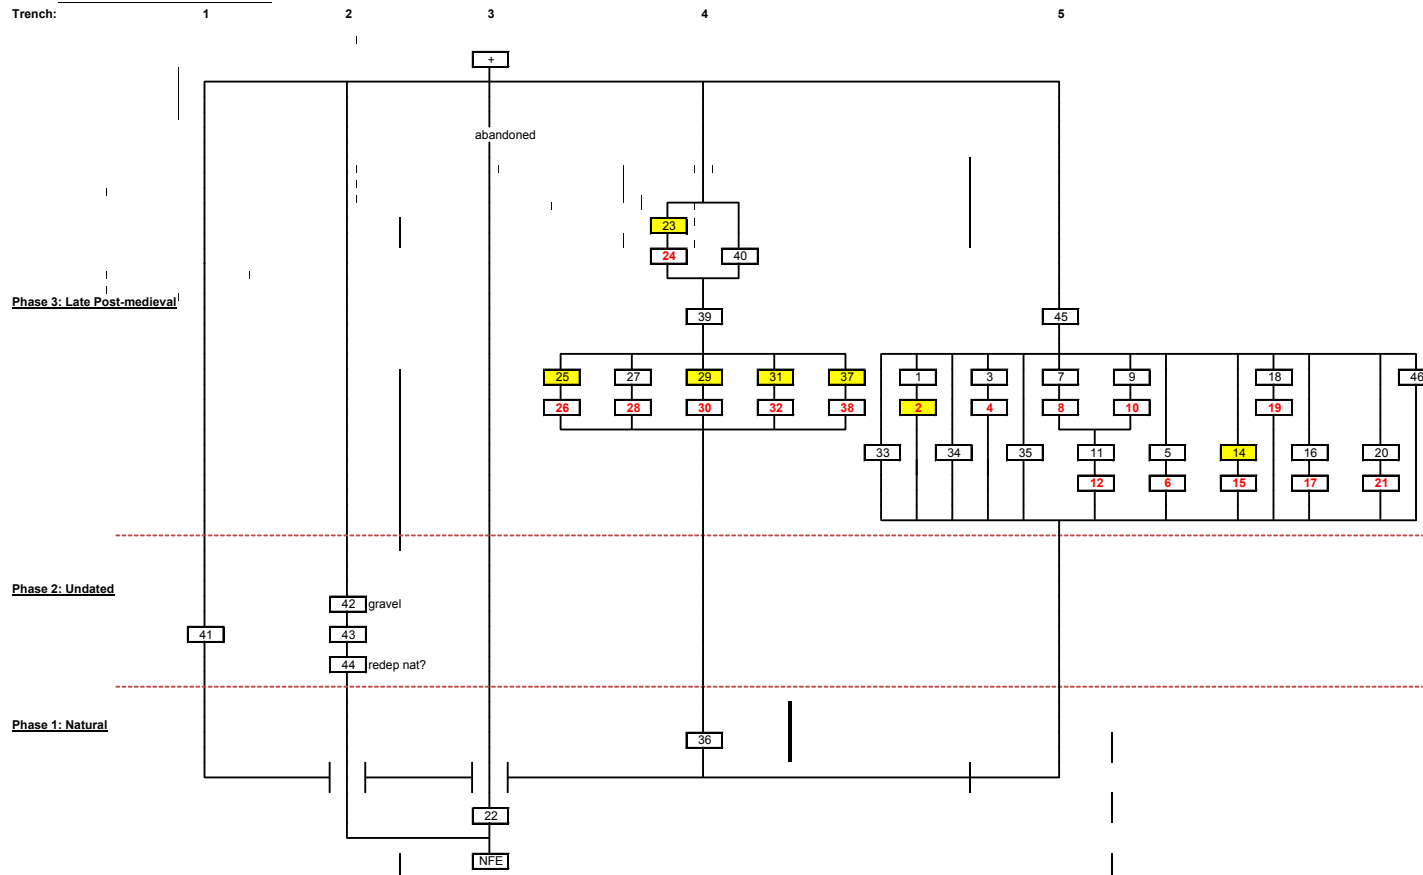 Trench: 1 2 3 4 5
+
abandoned
23
24 40
Phase 3: Late Post-medieval
39 45
25 27 29 31 37 1 3 7 9 18 46
26 28 30 32 38 2 4 8 10 19
33 34 35 11 5 14 16 20
12 6 15 17 21
Phase 2: Undated
42 gravel
41 43
44 redep nat?
Phase 1: Natural
36
22
NFE